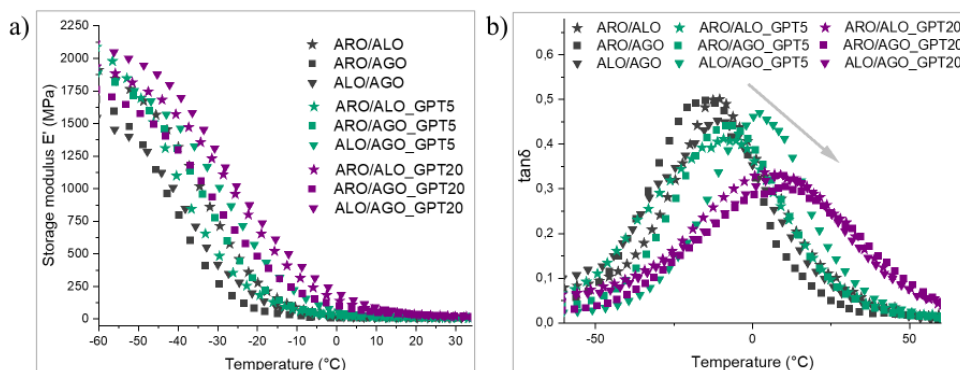 a)
Storage modulus E' (MPa)
2250
2000
1750
1500
1250
1000
750
500
250
0
-60 -50 -40 -30 -20 -10 0 10 20 30
Temperature (°C)
ARO/ALO
ARO/AGO
ALO/AGO
ARO/ALO_GPT5
ARO/AGO_GPT5
ALO/AGO_GPT5
ARO/ALO_GPT20
ARO/AGO_GPT20
ALO/AGO_GPT20
b)
tanδ
0,6
0,5
0,4
0,3
0,2
0,1
0,0
-50 0 50
Temperature (°C)
ARO/ALO ARO/ALO_GPT5 ARO/ALO_GPT20
ARO/AGO ARO/AGO_GPT5 ARO/AGO_GPT20
ALO/AGO ALO/AGO_GPT5 ALO/AGO_GPT20